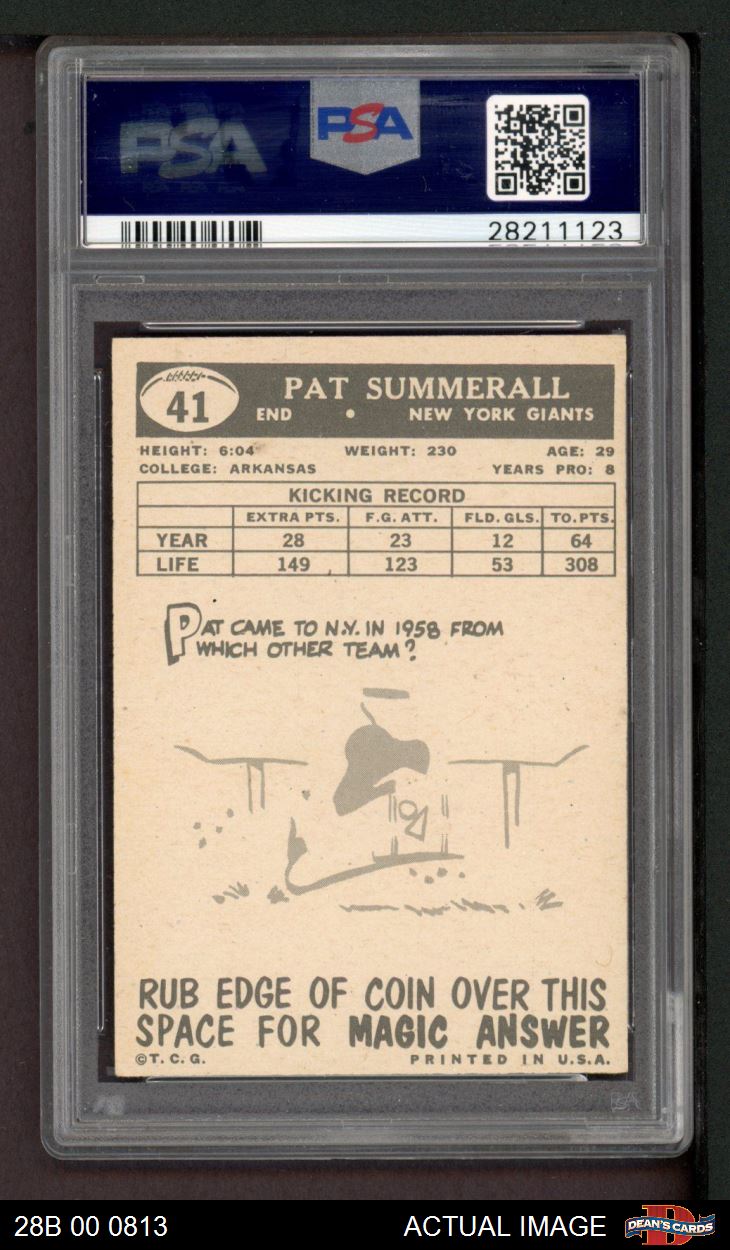 PSA
PSA
28211123
41
PAT SUMMERALL
END • NEW YORK GIANTS
HEIGHT: 6:04 WEIGHT: 230 AGE: 29
COLLEGE: ARKANSAS YEARS PRO: 8
KICKING RECORD
EXTRA PTS. F.G. ATT. FLD. GLS. TO. PTS.
YEAR 28 23 12 64
LIFE 149 123 53 308
PAT CAME TO N.Y. IN 1958 FROM
WHICH OTHER TEAM?
RUB EDGE OF COIN OVER THIS
SPACE FOR MAGIC ANSWER
©T. C. G. PRINTED IN U.S.A.
PSA
28B 00 0813 ACTUAL IMAGE DEAN'S CARDS